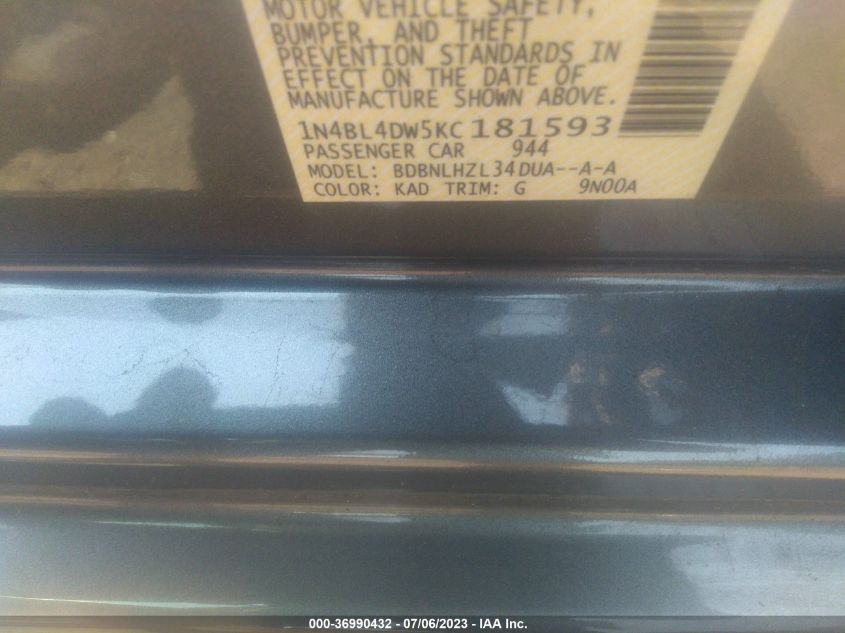 MOTOR VEHICLE SAFETY,
BUMPER, AND THEFT
PREVENTION STANDARDS IN
EFFECT ON THE DATE OF
MANUFACTURE SHOWN ABOVE.
1N4BL4DW5KC181593
PASSENGER CAR 944
MODEL: BDBNLHZL34DUA--A-A
COLOR: KAD TRIM: G 9N00A
000-36990432 - 07/06/2023 - IAA Inc.